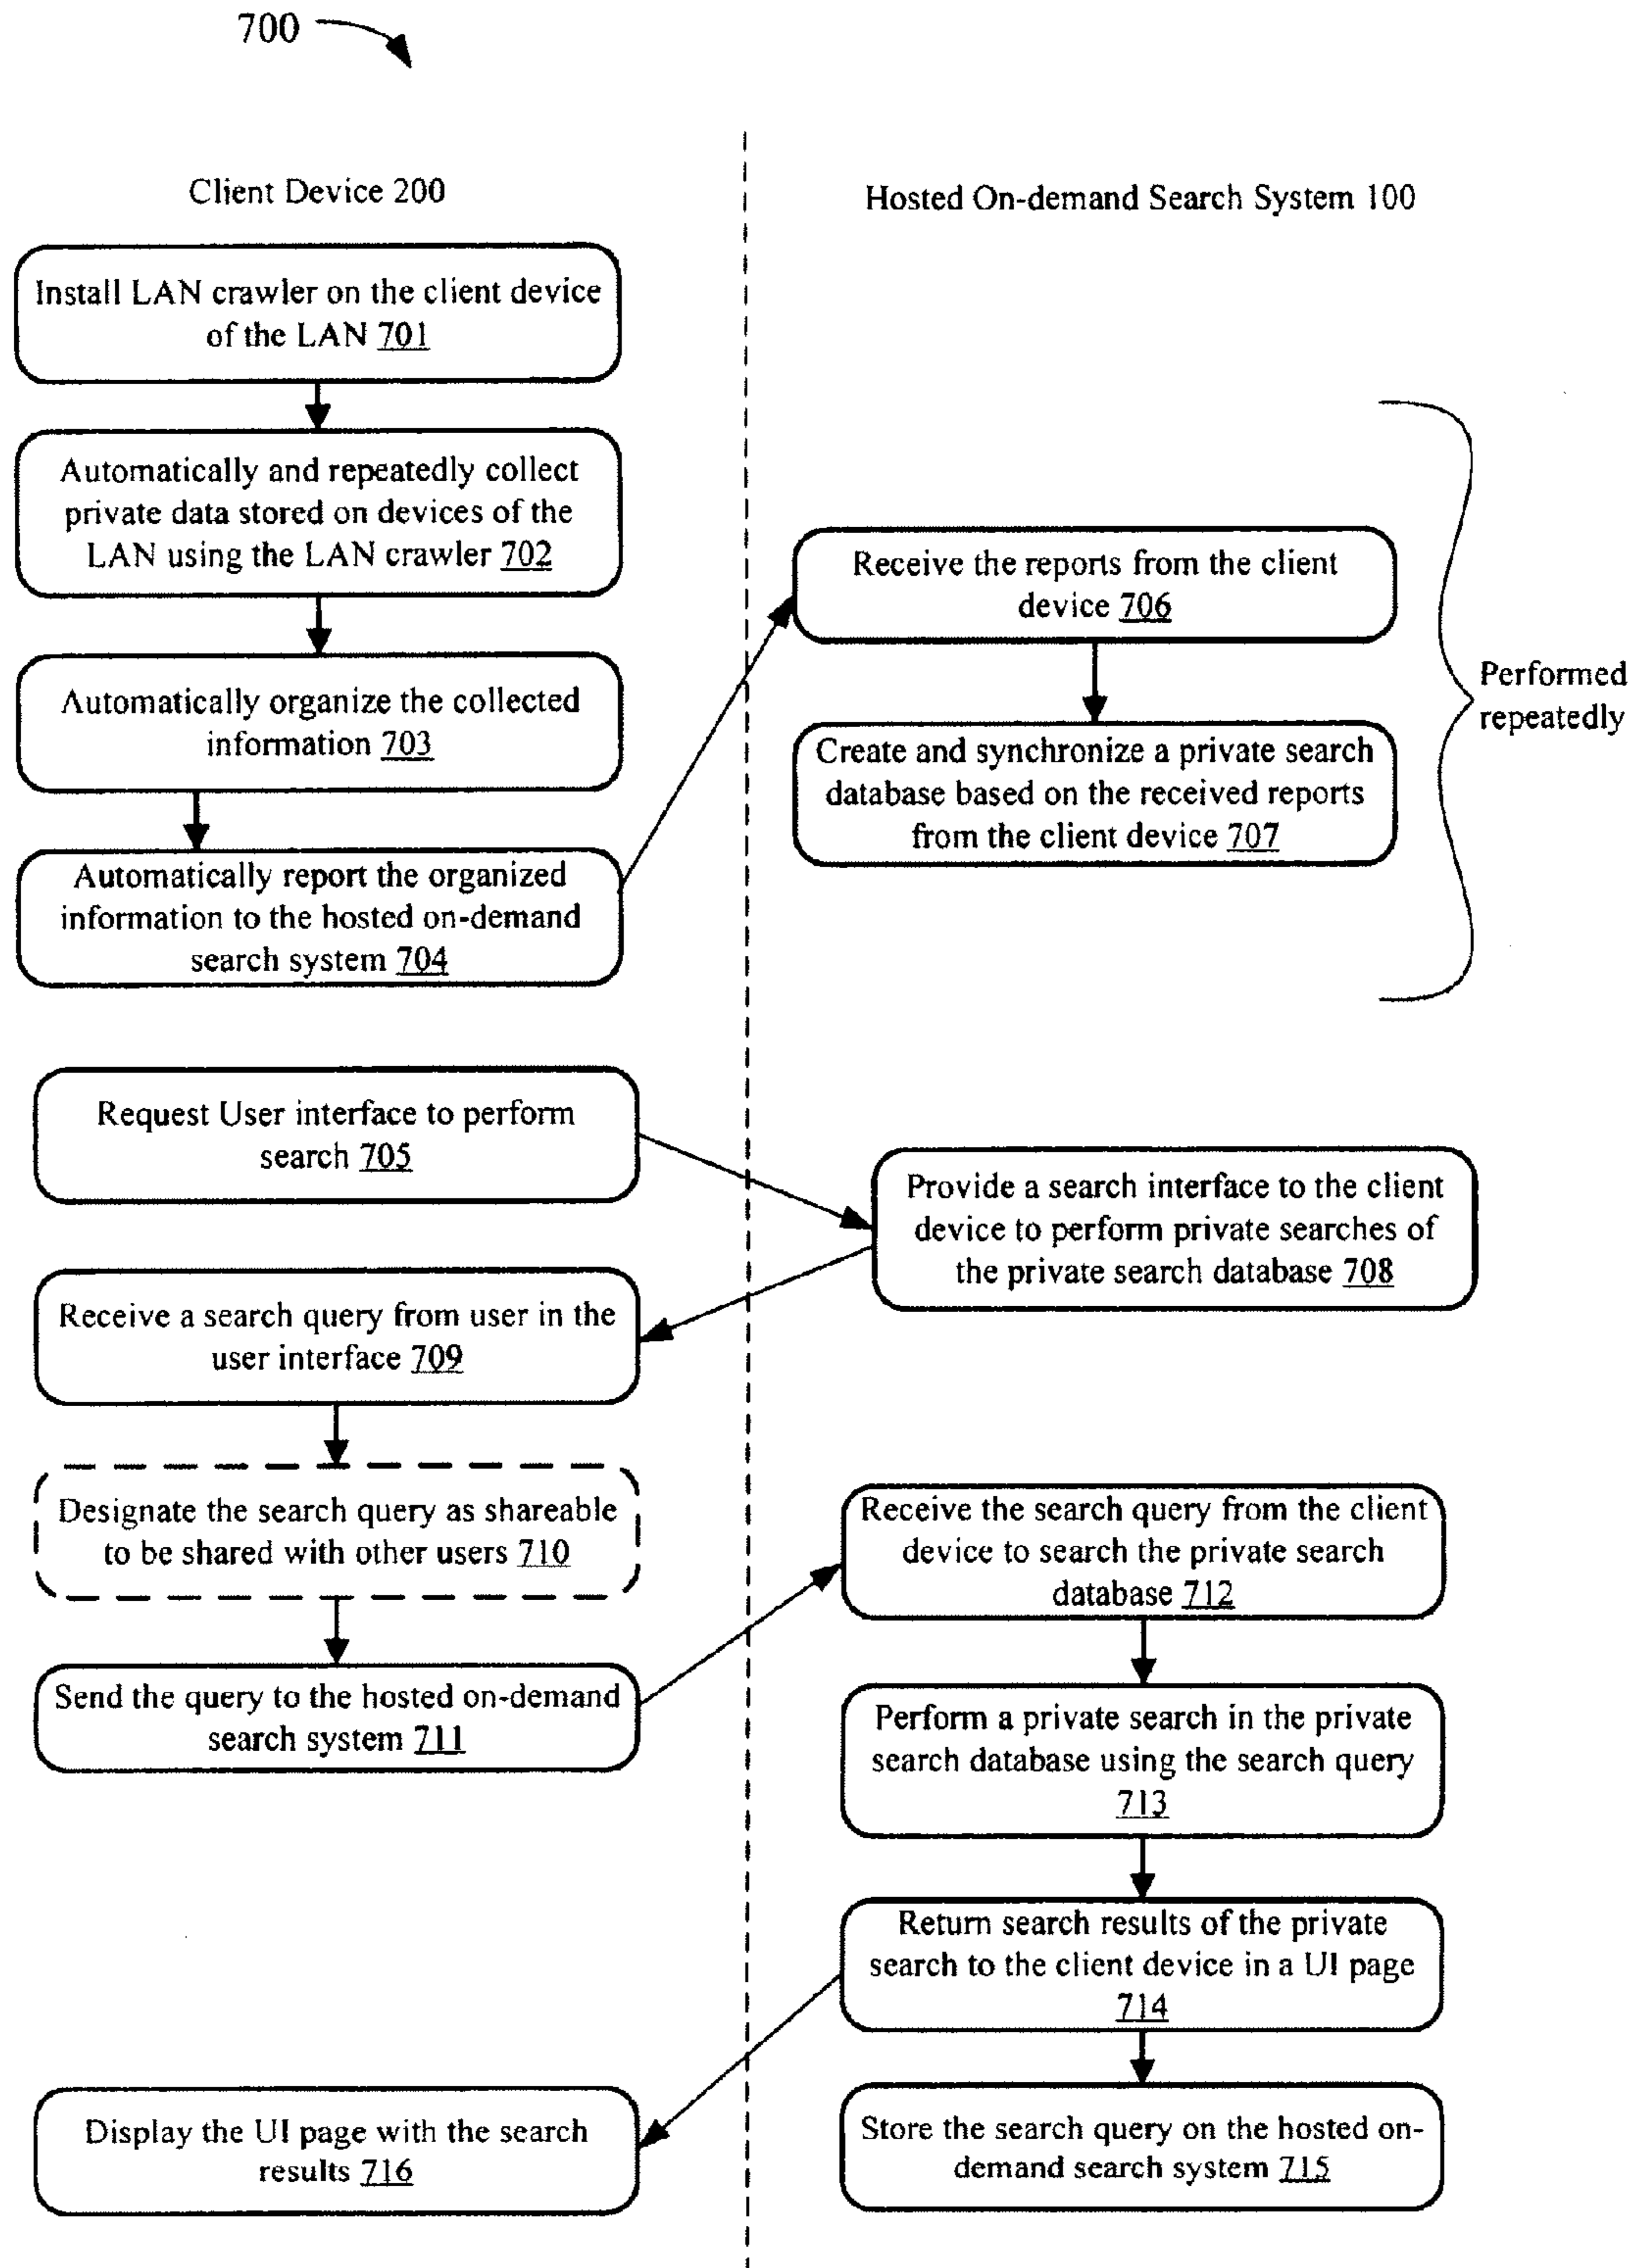 700
Client Device 200
Hosted On-demand Search System 100
Install LAN crawler on the client device
of the LAN 701
Automatically and repeatedly collect
private data stored on devices of the
LAN using the LAN crawler 702
Automatically organize the collected
information 703
Automatically report the organized
information to the hosted on-demand
search system 704
Receive the reports from the client
device 706
Create and synchronize a private search
database based on the received reports
from the client device 707
Performed
repeatedly
Request User interface to perform
search 705
Provide a search interface to the client
device to perform private searches of
the private search database 708
Receive a search query from user in the
user interface 709
Designate the search query as shareable
to be shared with other users 710
Send the query to the hosted on-demand
search system 711
Receive the search query from the client
device to search the private search
database 712
Perform a private search in the private
search database using the search query
713
Return search results of the private
search to the client device in a UI page
714
Store the search query on the hosted on-
demand search system 715
Display the UI page with the search
results 716